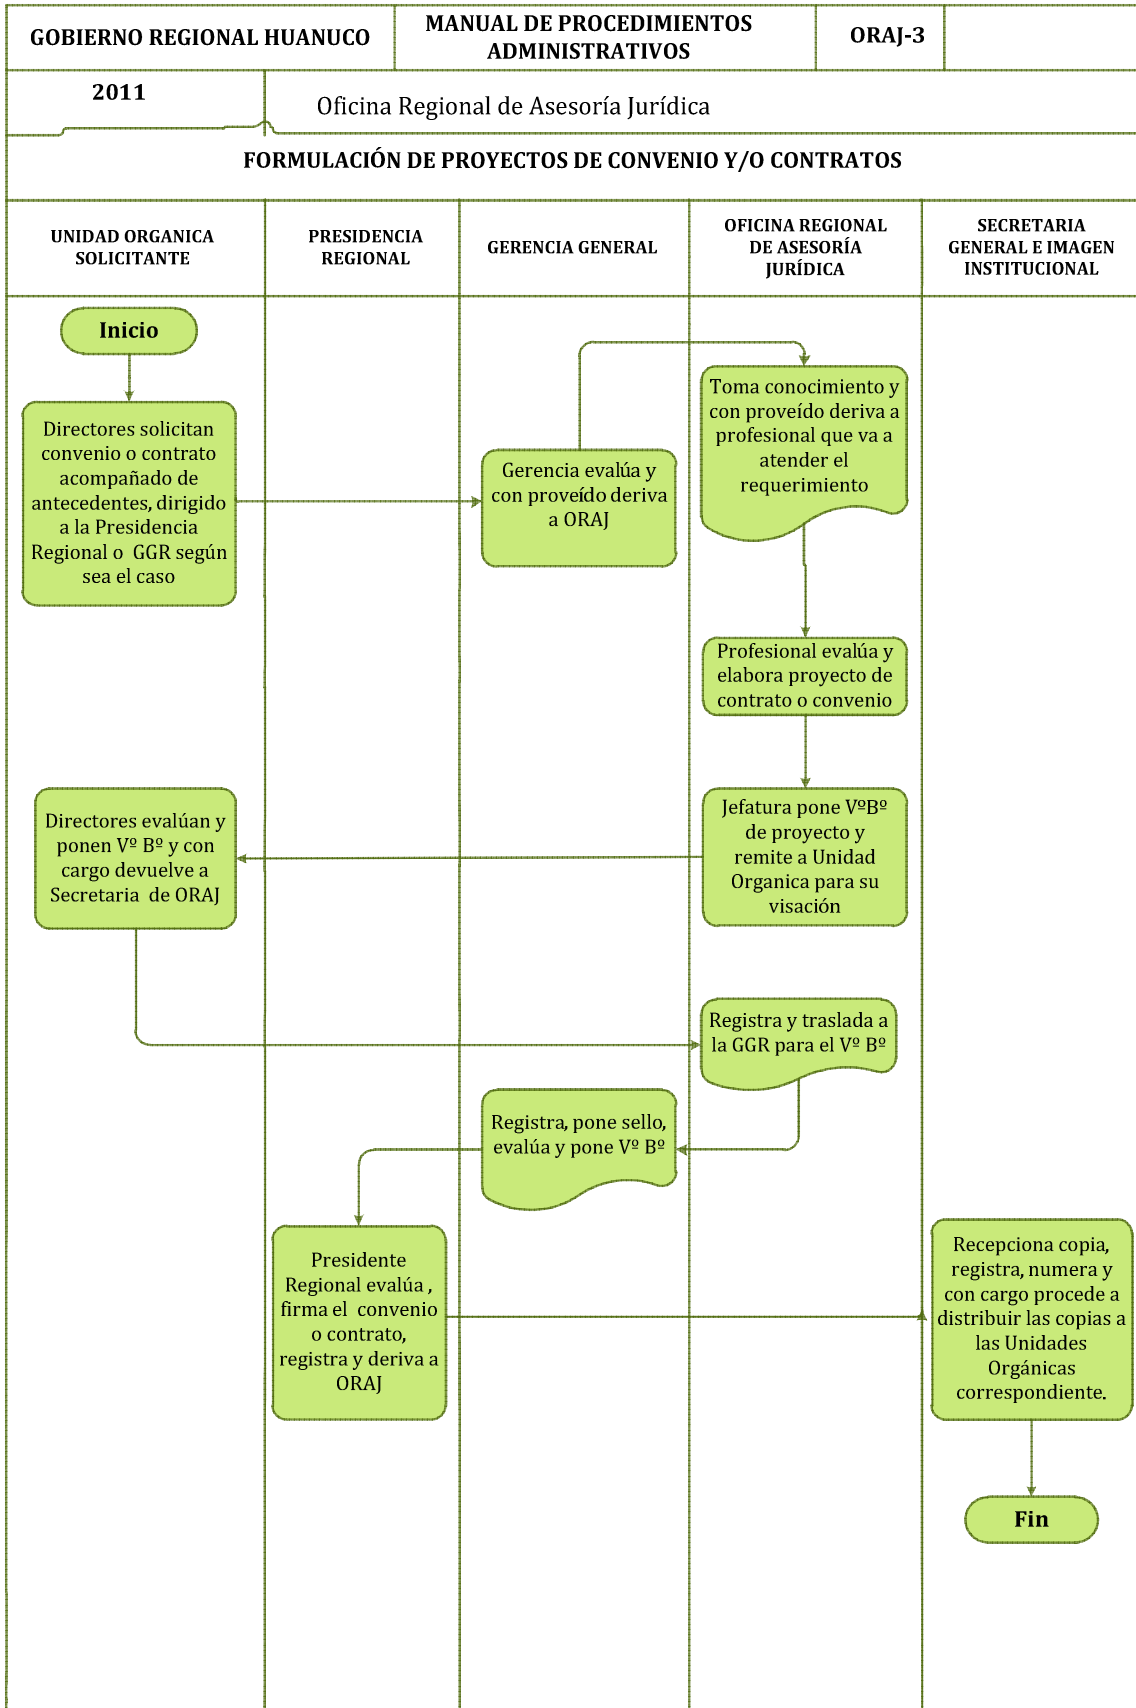 GOBIERNO REGIONAL HUANUCO
MANUAL DE PROCEDIMIENTOS
ADMINISTRATIVOS
ORAJ-3
2011
Oficina Regional de Asesoría Jurídica
FORMULACIÓN DE PROYECTOS DE CONVENIO Y/O CONTRATOS
UNIDAD ORGANICA
SOLICITANTE
PRESIDENCIA
REGIONAL
GERENCIA GENERAL
OFICINA REGIONAL
DE ASESORÍA
JURÍDICA
SECRETARIA
GENERAL E IMAGEN
INSTITUCIONAL
Inicio
Directores solicitan
convenio o contrato
acompañado de
antecedentes, dirigido
a la Presidencia
Regional o GGR según
sea el caso
Gerencia evalúa y
con proveído deriva
a ORAJ
Toma conocimiento y
con proveído deriva a
profesional que va a
atender el
requerimiento
Profesional evalúa y
elabora proyecto de
contrato o convenio
Jefatura pone VºBº
de proyecto y
remite a Unidad
Organica para su
visación
Directores evalúan y
ponen Vº Bº y con
cargo devuelve a
Secretaria de ORAJ
Registra y traslada a
la GGR para el Vº Bº
Registra, pone sello,
evalúa y pone Vº Bº
Presidente
Regional evalúa ,
firma el convenio
o contrato,
registra y deriva a
ORAJ
Recepciona copia,
registra, numera y
con cargo procede a
distribuir las copias a
las Unidades
Orgánicas
correspondiente.
Fin